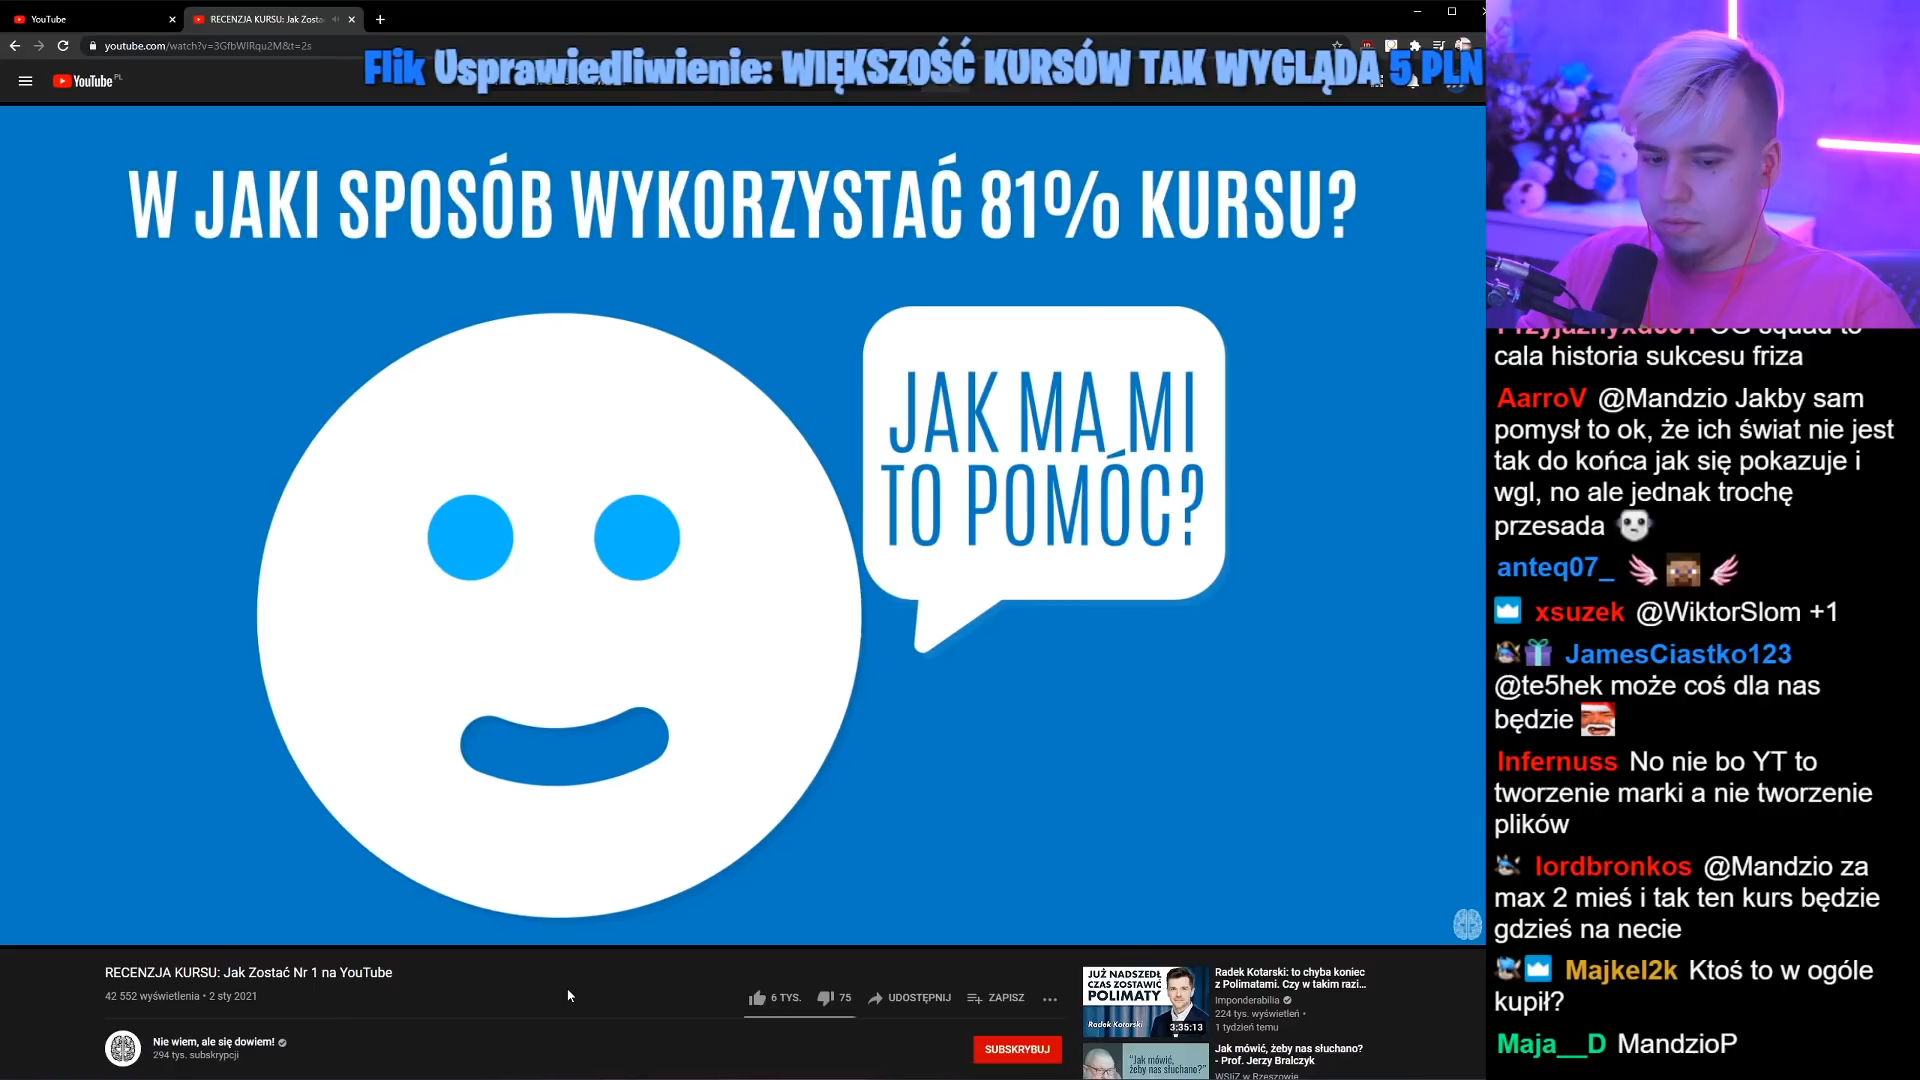 YouTube
RECENZJA KURSU: Jak Zosta
youtube.com/watch?v=3GfbWIRqu2M&t=2s
Flik Usprawiedliwienie: WIĘKSZOŚĆ KURSÓW TAK WYGLĄDA 5 PLN
YouTube PL
W JAKI SPOSÓB WYKORZYSTAĆ 81% KURSU?
JAK MA MI
TO POMÓC?
RECENZJA KURSU: Jak Zostać Nr 1 na YouTube
42 552 wyświetlenia • 2 sty 2021
6 TYS.
75
UDOSTĘPNIJ
ZAPISZ
Nie wiem, ale się dowiem!
294 tys. subskrypcji
SUBSKRYBUJ
JUŻ NADSZEDŁ
CZAS ZOSTAWIĆ
POLIMATY
Radek Kotarski
3:35:13
Radek Kotarski: to chyba koniec
z Polimatami. Czy w takim razi...
Imponderabilia
224 tys. wyświetleń •
1 tydzień temu
"Jak mówić,
żeby nas słuchano?"
Jak mówić, żeby nas słuchano?
- Prof. Jerzy Bralczyk
WSIiZ w Rzeszowie
squad to
cala historia sukcesu friza
AarroV @Mandzio Jakby sam
pomysł to ok, że ich świat nie jest
tak do końca jak się pokazuje i
wgl, no ale jednak trochę
przesada
anteq07_
xsuzek @WiktorSlom +1
JamesCiastko123
@te5hek może coś dla nas
będzie
Infernuss No nie bo YT to
tworzenie marki a nie tworzenie
plików
lordbronkos @Mandzio za
max 2 mieś i tak ten kurs będzie
gdzieś na necie
Majkel2k Ktoś to w ogóle
kupił?
Maja__D MandzioP